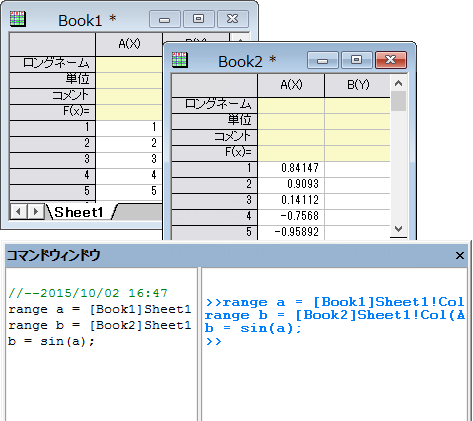 Book1 *
A(X)
ロングネーム
単位
コメント
F(x)=
1 1
2 2
3 3
4 4
5 5
Sheet1
Book2 *
A(X) B(Y)
ロングネーム
単位
コメント
F(x)=
1 0.84147
2 0.9093
3 0.14112
4 -0.7568
5 -0.95892
コマンドウィンドウ
//--2015/10/02 16:47
range a = [Book1]Sheet1
range b = [Book2]Sheet1
b = sin(a);
>>range a = [Book1]Sheet1!Col
range b = [Book2]Sheet1!Col(A
b = sin(a);
>>